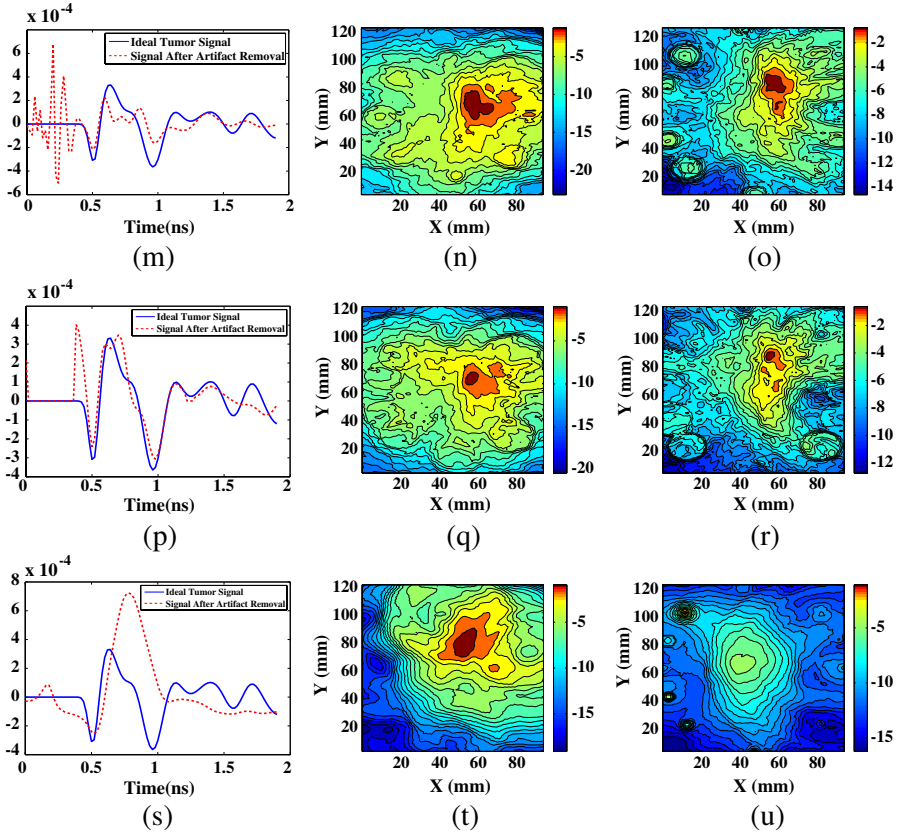 x 10-4
6
4
2
0
-2
-4
-6
Ideal Tumor Signal
Signal After Artifact Removal
0
0.5
1
1.5
2
Time(ns)
(m)
120
100
80
60
40
20
Y (mm)
20 40 60 80
X (mm)
-5
-10
-15
-20
(n)
120
100
80
60
40
20
Y (mm)
20 40 60 80
X (mm)
-2
-4
-6
-8
-10
-12
-14
(o)
x 10-4
4
3
2
1
0
-1
-2
-3
-4
Ideal Tumor Signal
Signal After Artifact Removal
0
0.5
1
1.5
2
Time(ns)
(p)
120
100
80
60
40
20
Y (mm)
20 40 60 80
X (mm)
-5
-10
-15
-20
(q)
120
100
80
60
40
20
Y (mm)
20 40 60 80
X (mm)
-2
-4
-6
-8
-10
-12
(r)
x 10-4
8
6
4
2
0
-2
-4
Ideal Tumor Signal
Signal After Artifact Removal
0
0.5
1
1.5
2
Time(ns)
(s)
120
100
80
60
40
20
Y (mm)
20 40 60 80
X (mm)
-5
-10
-15
(t)
120
100
80
60
40
20
Y (mm)
20 40 60 80
X (mm)
-5
-10
-15
(u)